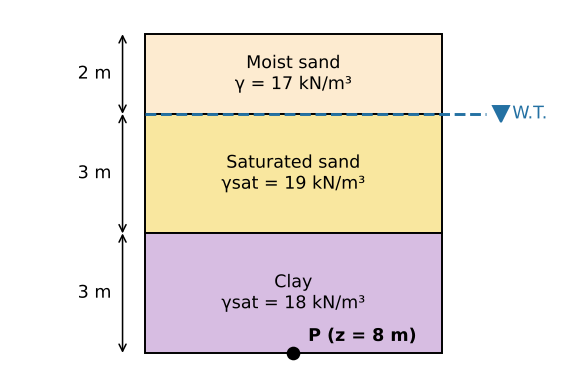 2 m
Moist sand
γ = 17 kN/m³
W.T.
3 m
Saturated sand
γsat = 19 kN/m³
3 m
Clay
γsat = 18 kN/m³
P (z = 8 m)